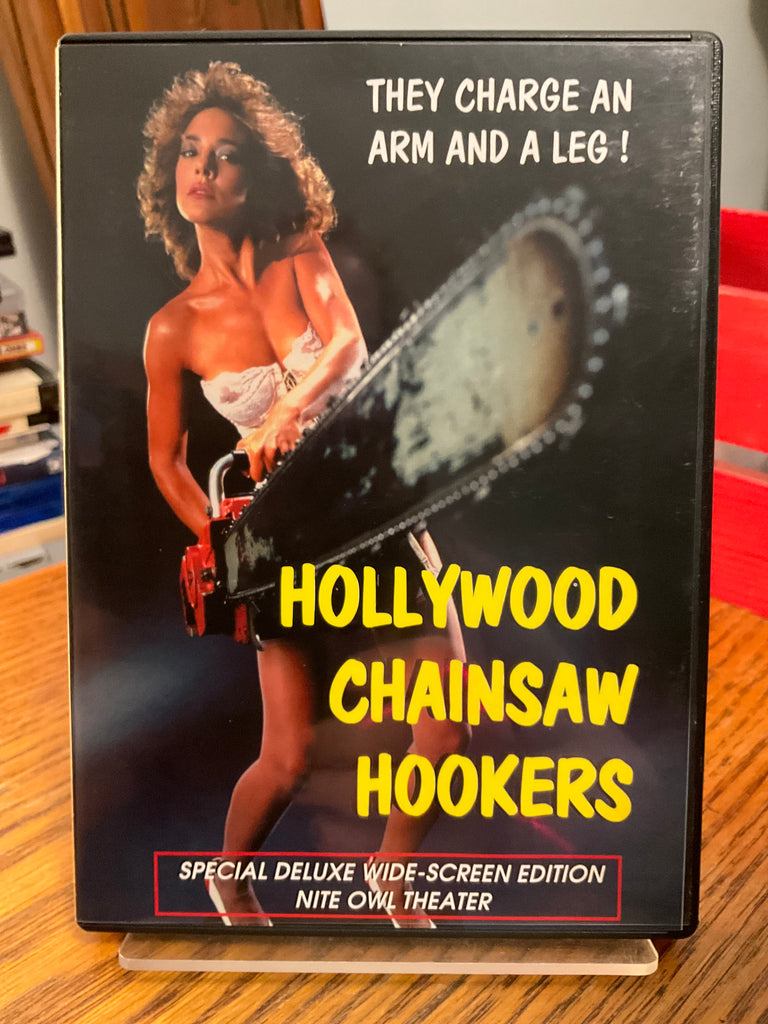 THEY CHARGE AN
ARM AND A LEG !
HOLLYWOOD
CHAINSAW
HOOKERS
SPECIAL DELUXE WIDE-SCREEN EDITION
NITE OWL THEATER